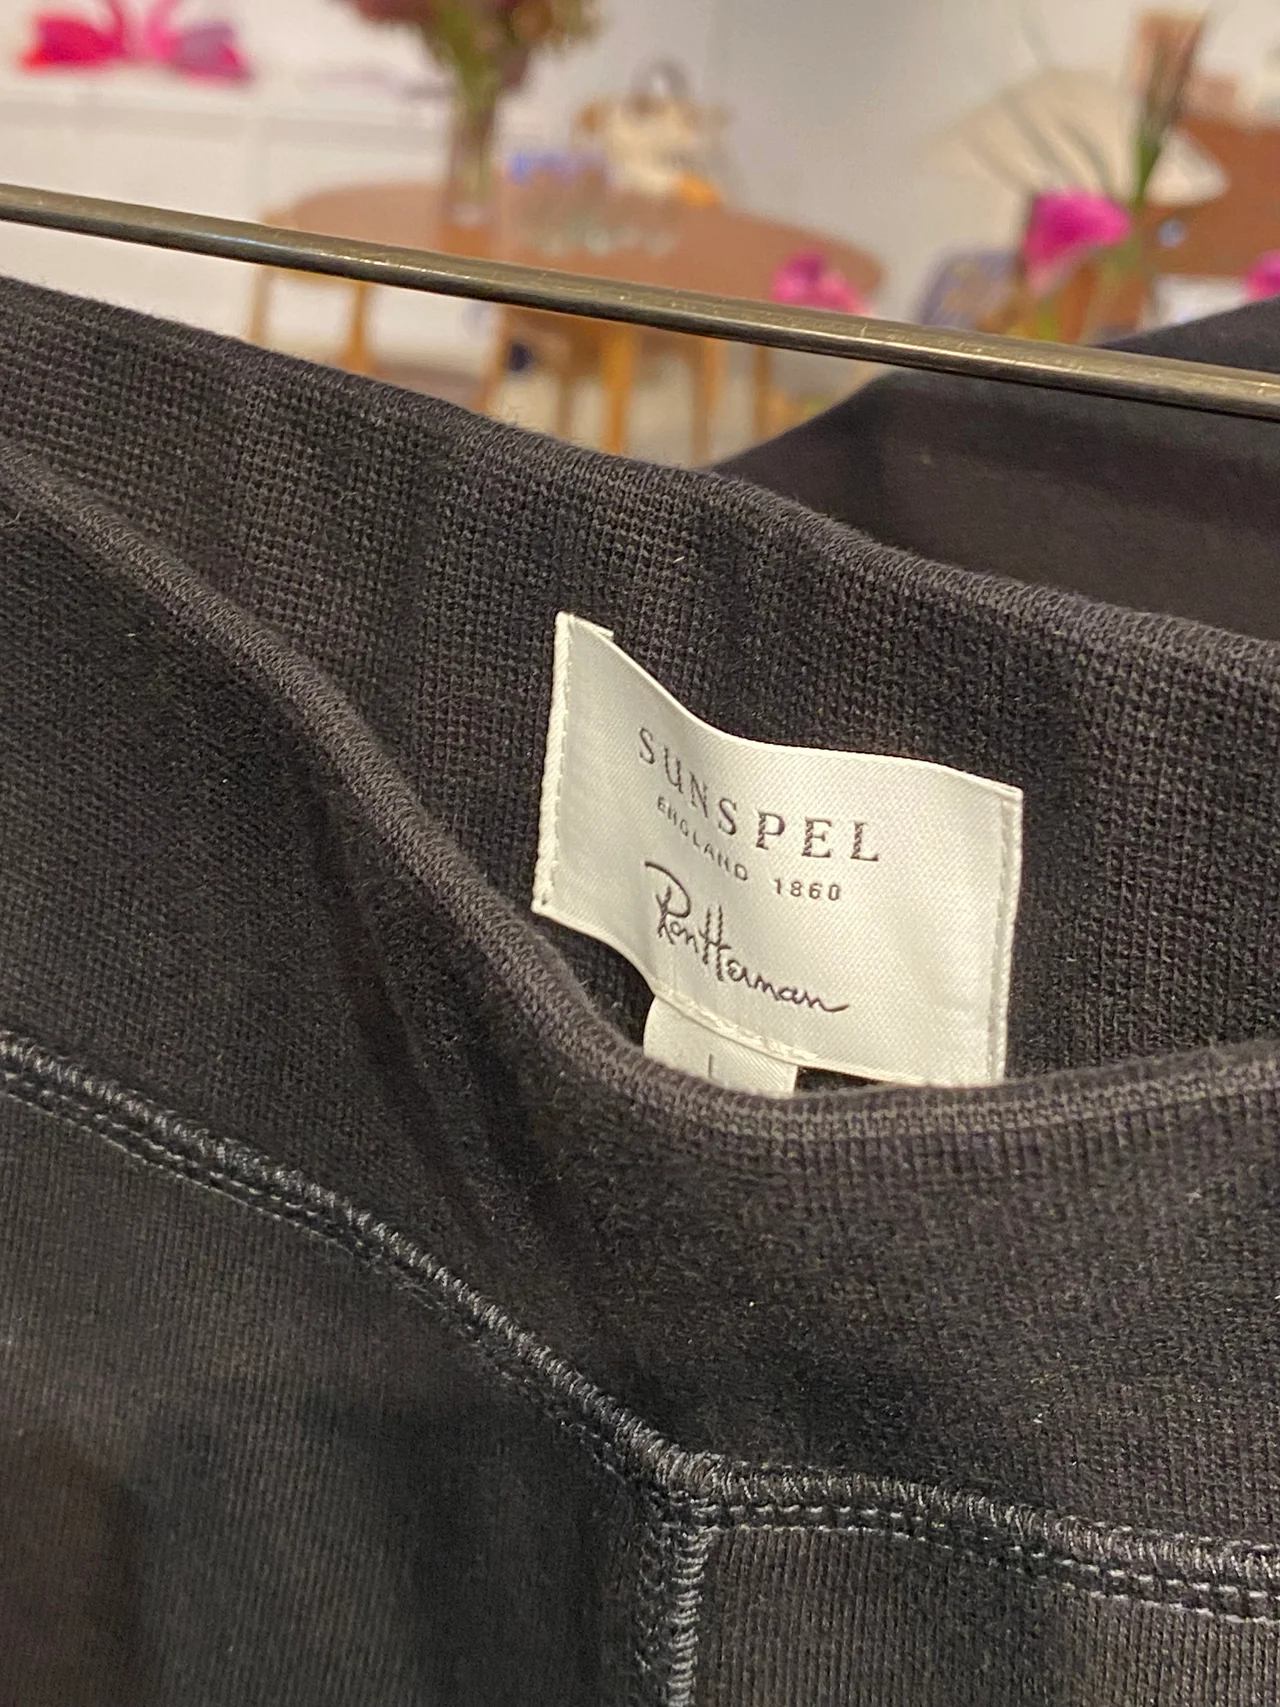 SUNSPEL
ENGLAND 1860
Ron Herman